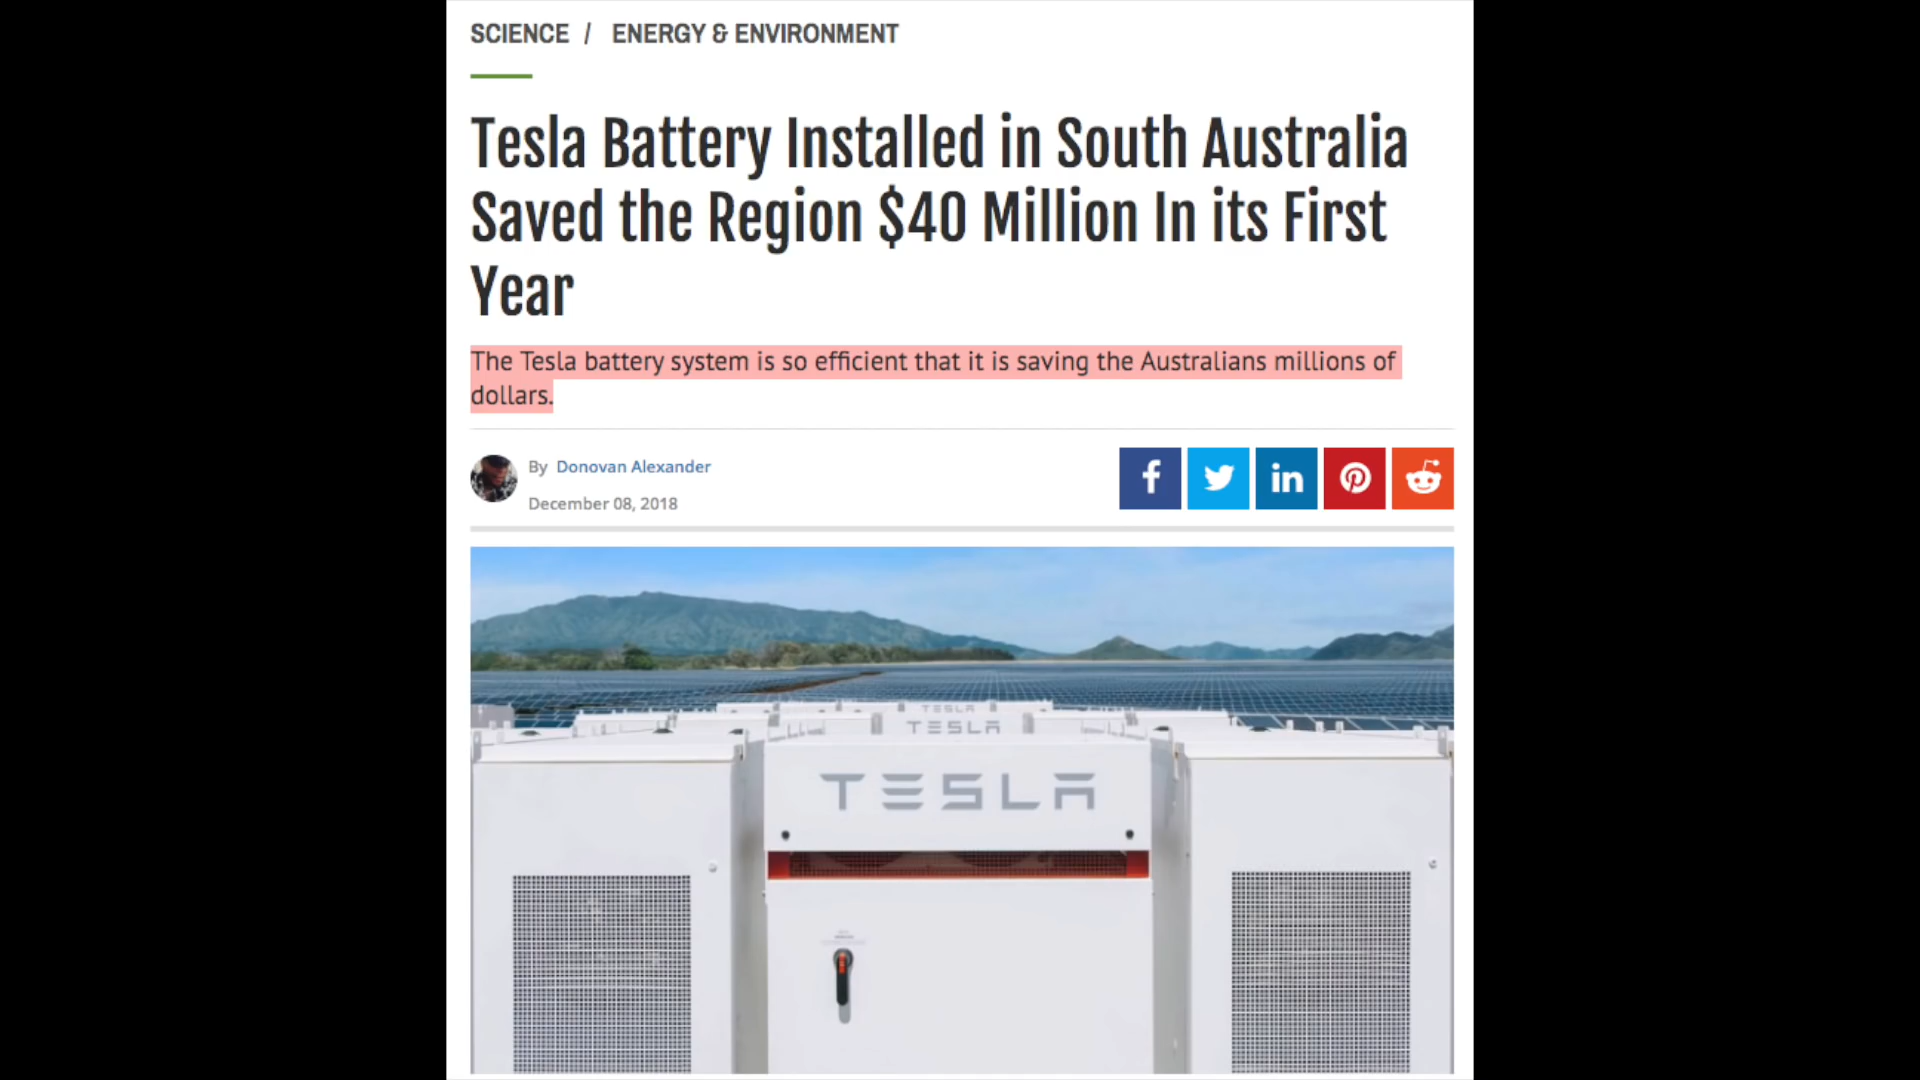 SCIENCE / ENERGY & ENVIRONMENT
Tesla Battery Installed in South Australia
Saved the Region $40 Million In its First
Year
The Tesla battery system is so efficient that it is saving the Australians millions of
dollars.
By Donovan Alexander
December 08, 2018
TESLA
TESLA
TESLA